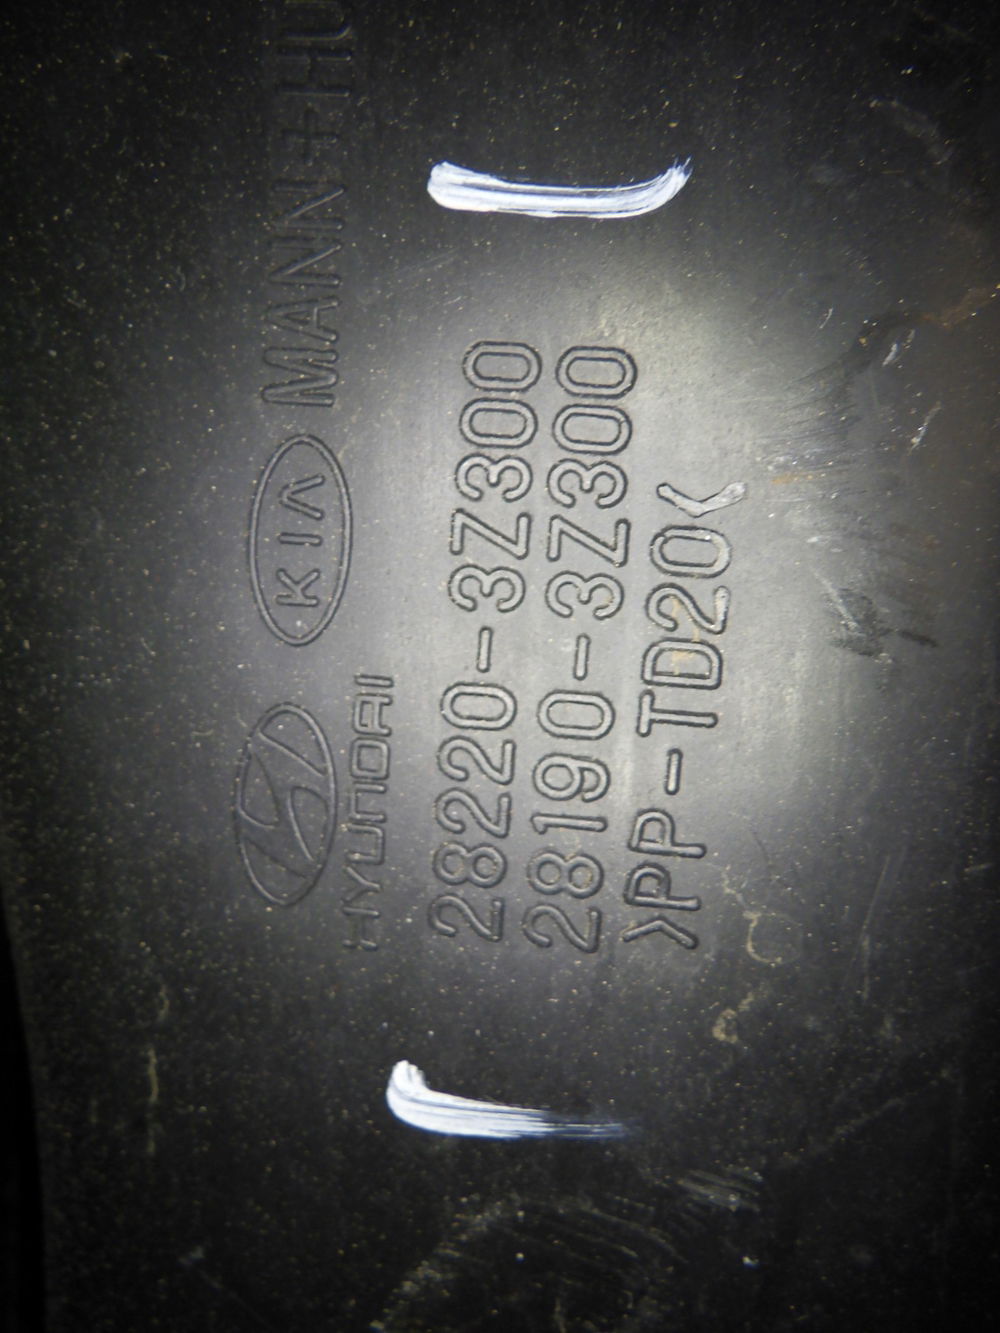 HYUNDAI KIA MANN+HU
28220-3Z300
28190-3Z300
>PP-TD20<